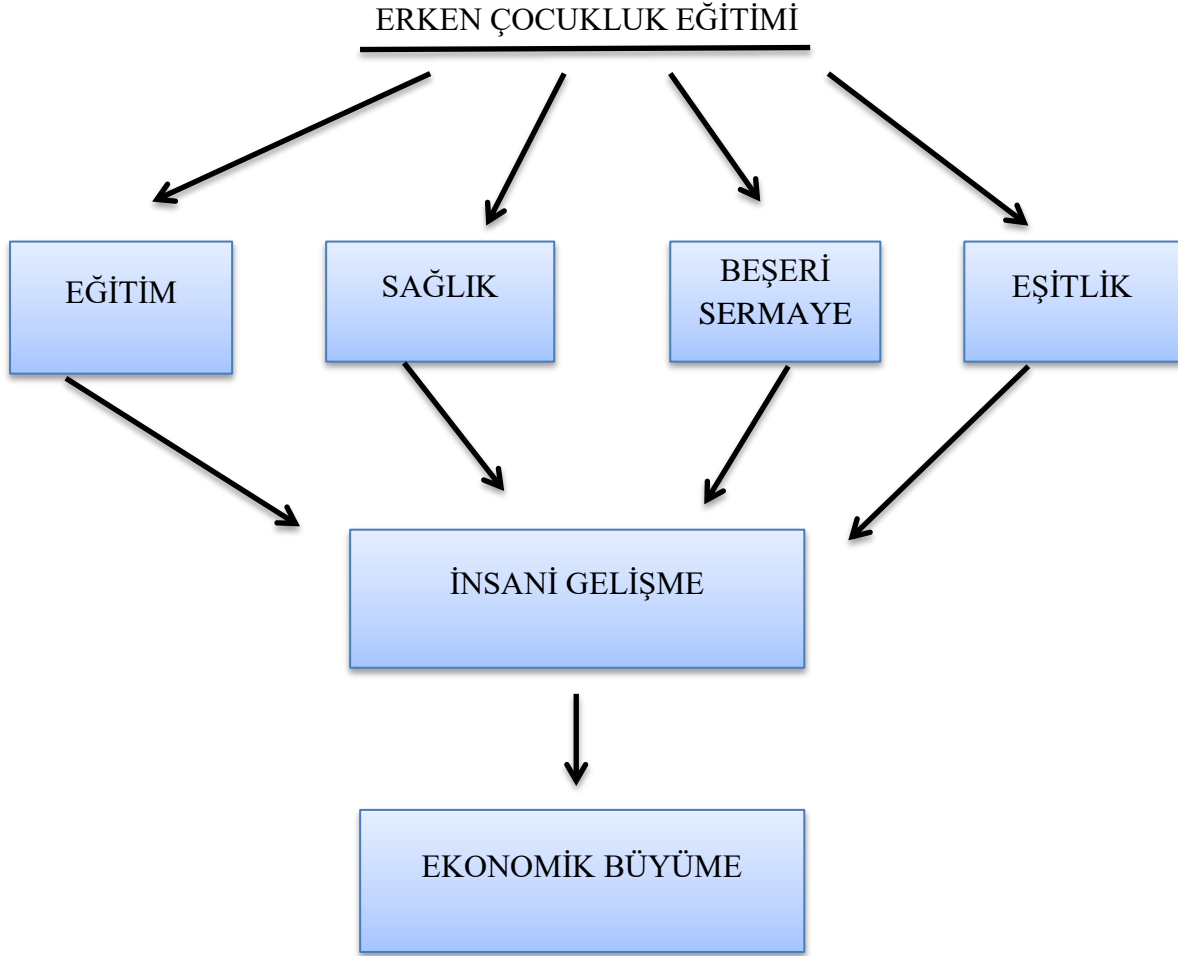 ERKEN ÇOCUKLUK EĞİTİMİ
EĞİTİM
SAĞLIK
BEŞERİ
SERMAYE
EŞİTLİK
İNSANİ GELİŞME
EKONOMİK BÜYÜME